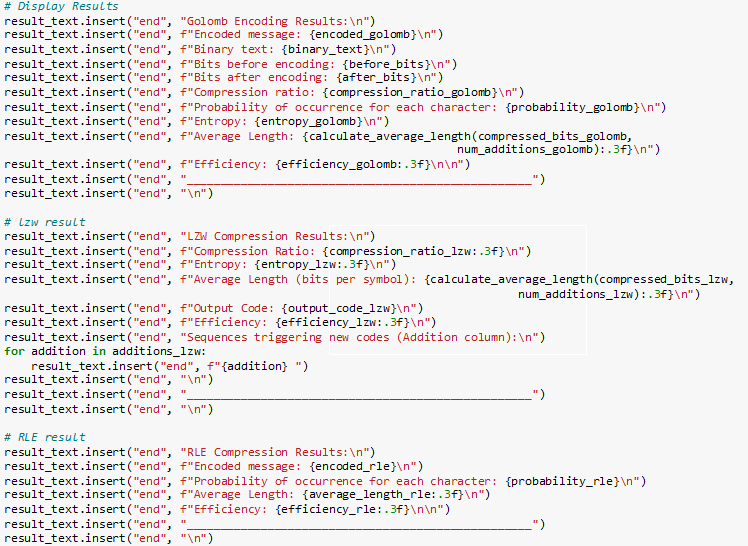 # Display Results
result_text.insert("end", "Golomb Encoding Results:\n")
result_text.insert("end", f"Encoded message: {encoded_golomb}\n")
result_text.insert("end", f"Binary text: {binary_text}\n")
result_text.insert("end", f"Bits before encoding: {before_bits}\n")
result_text.insert("end", f"Bits after encoding: {after_bits}\n")
result_text.insert("end", f"Compression ratio: {compression_ratio_golomb}\n")
result_text.insert("end", f"Probability of occurrence for each character: {probability_golomb}\n")
result_text.insert("end", f"Entropy: {entropy_golomb}\n")
result_text.insert("end", f"Average Length: {calculate_average_length(compressed_bits_golomb,
num_additions_golomb):.3f}\n")
result_text.insert("end", f"Efficiency: {efficiency_golomb:.3f}\n\n")
result_text.insert("end", "__________________________________________________")
result_text.insert("end", "\n")
# lzw result
result_text.insert("end", "LZW Compression Results:\n")
result_text.insert("end", f"Compression Ratio: {compression_ratio_lzw:.3f}\n")
result_text.insert("end", f"Entropy: {entropy_lzw:.3f}\n")
result_text.insert("end", f"Average Length (bits per symbol): {calculate_average_length(compressed_bits_lzw,
num_additions_lzw):.3f}\n")
result_text.insert("end", f"Output Code: {output_code_lzw}\n")
result_text.insert("end", f"Efficiency: {efficiency_lzw:.3f}\n")
result_text.insert("end", "Sequences triggering new codes (Addition column):\n")
for addition in additions_lzw:
    result_text.insert("end", f"{addition} ")
result_text.insert("end", "\n")
result_text.insert("end", "__________________________________________________")
result_text.insert("end", "\n")
# RLE result
result_text.insert("end", "RLE Compression Results:\n")
result_text.insert("end", f"Encoded message: {encoded_rle}\n")
result_text.insert("end", f"Probability of occurrence for each character: {probability_rle}\n")
result_text.insert("end", f"Average Length: {average_length_rle:.3f}\n")
result_text.insert("end", f"Efficiency: {efficiency_rle:.3f}\n\n")
result_text.insert("end", "__________________________________________________")
result_text.insert("end", "\n")